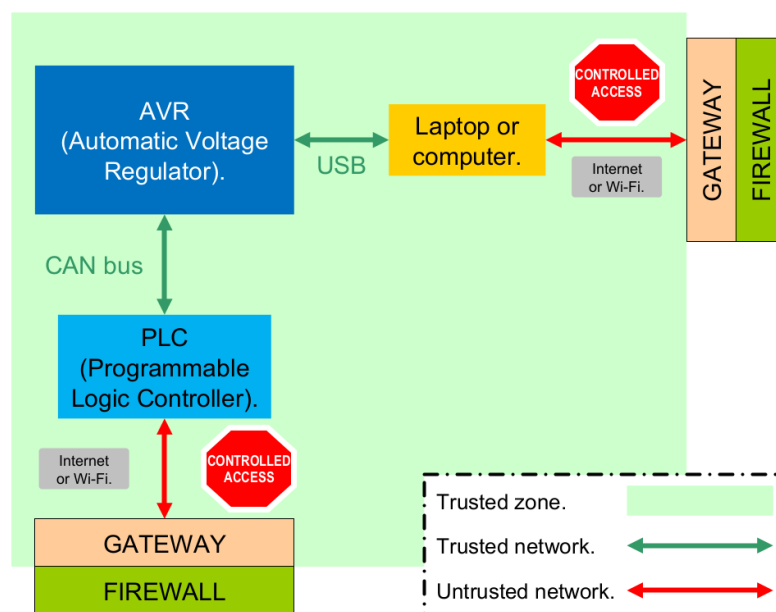 AVR
(Automatic Voltage
Regulator).
USB
Laptop or
computer.
CONTROLLED
ACCESS
Internet
or Wi-Fi.
GATEWAY
FIREWALL
CAN bus
PLC
(Programmable
Logic Controller).
Internet
or Wi-Fi.
CONTROLLED
ACCESS
GATEWAY
FIREWALL
Trusted zone.
Trusted network.
Untrusted network.